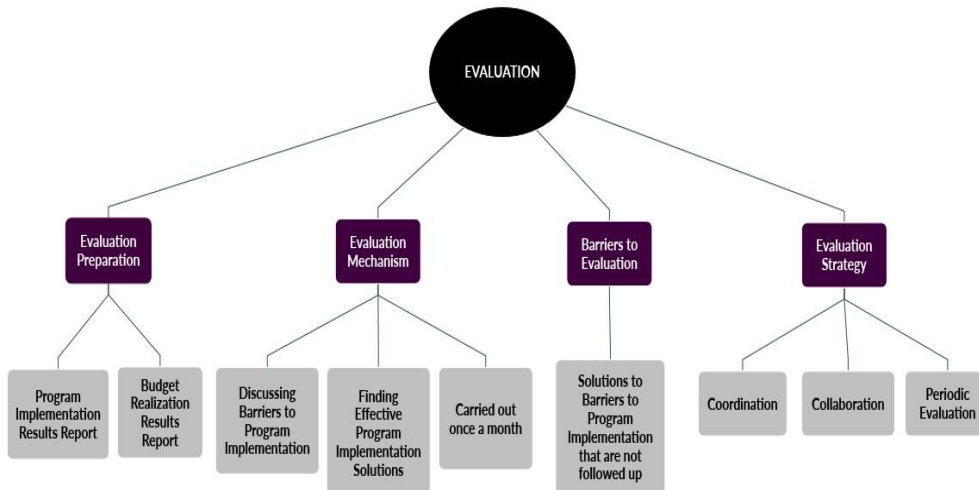 EVALUATION
Evaluation
Preparation
Evaluation
Mechanism
Barriers to
Evaluation
Evaluation
Strategy
Program
Implementation
Results Report
Budget
Realization
Results
Report
Discussing
Barriers to
Program
Implementation
Finding
Effective
Program
Implementation
Solutions
Carried out
once a month
Solutions to
Barriers to
Program
Implementation
that are not
followed up
Coordination
Collaboration
Periodic
Evaluation